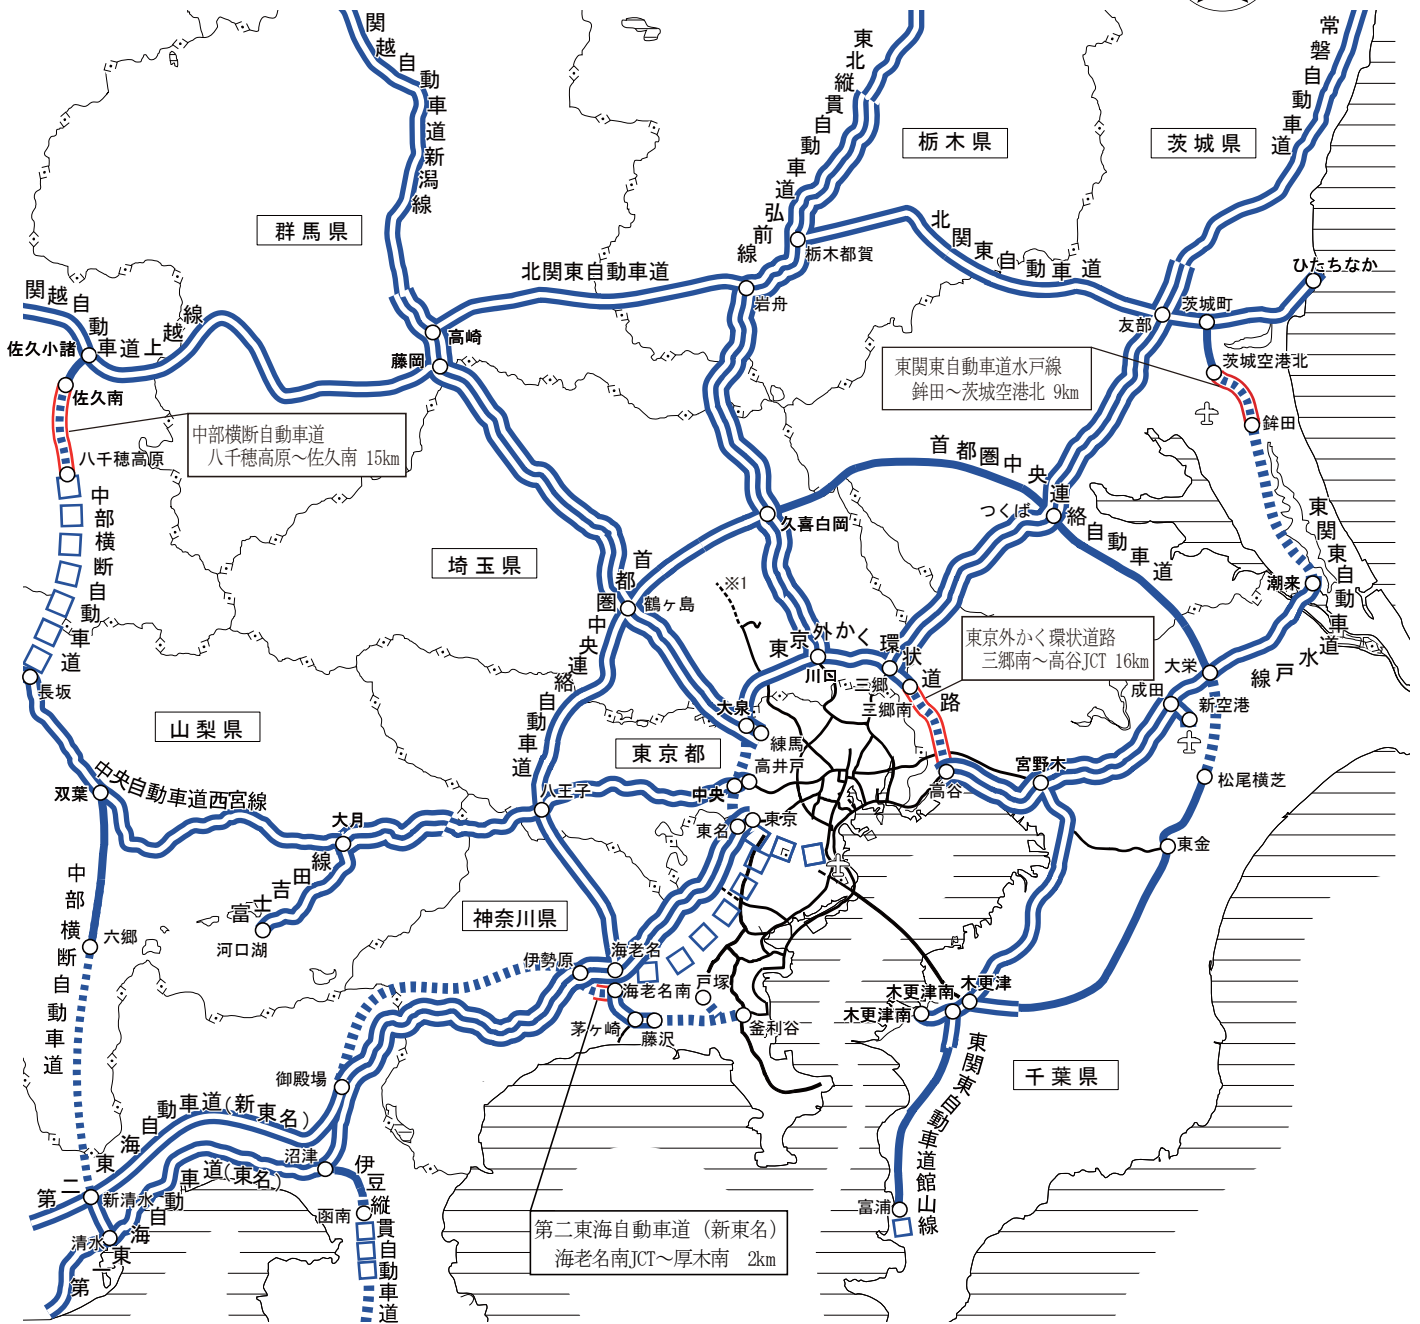 関越自動車道新潟線
東北縦貫自動車道弘前線
常磐自動車道
栃木県
茨城県
群馬県
北関東自動車道
栃木都賀
北関東自動車道
ひたちなか
関越自動車道上越線
岩舟
友部
茨城町
佐久小諸
高崎
藤岡
東関東自動車道水戸線
鉾田～茨城空港北 9km
茨城空港北
佐久南
鉾田
中部横断自動車道
八千穂高原～佐久南 15km
八千穂高原
首都圏中央連絡自動車道
つくば
久喜白岡
中部横断自動車道
埼玉県
※1
首都圏中央連絡自動車道
鶴ヶ島
東関東自動車道水戸線
潮来
東京外かく環状道路
東京外かく環状道路
三郷南～高谷JCT 16km
川口
三郷
三郷南
大栄
成田
新空港
長坂
山梨県
大泉
練馬
東京都
高井戸
中央
高谷
宮野木
松尾横芝
中央自動車道西宮線
双葉
八王子
大月
東名
東京
東金
富士吉田線
河口湖
中部横断自動車道
六郷
神奈川県
伊勢原
海老名
海老名南
戸塚
茅ヶ崎
藤沢
釜利谷
木更津南
木更津
木更津南
御殿場
千葉県
東関東自動車道館山線
第二東海自動車道(新東名)
沼津
新清水
清水
第一東海自動車道(東名)
函南
伊豆縦貫自動車道
富浦
第二東海自動車道（新東名）
海老名南JCT～厚木南 2km